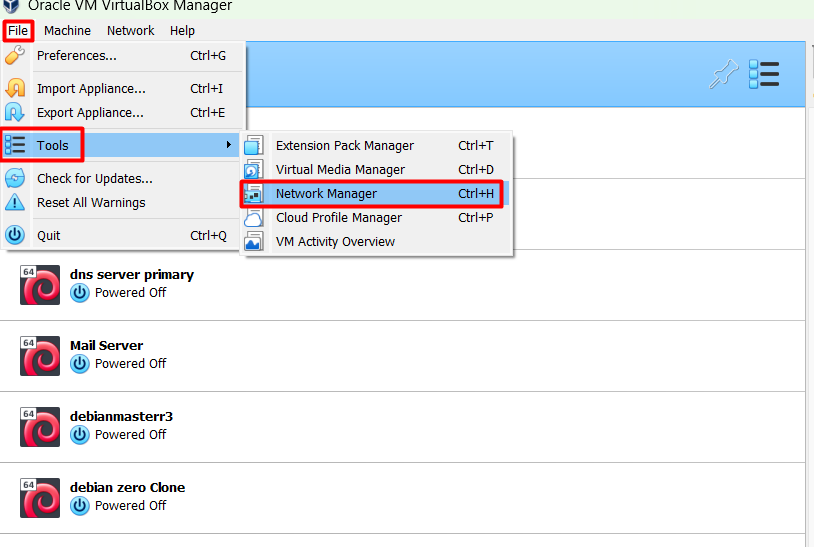 Oracle VM VirtualBox Manager
File Machine Network Help
Preferences... Ctrl+G
Import Appliance... Ctrl+I
Export Appliance... Ctrl+E
Tools
Extension Pack Manager Ctrl+T
Virtual Media Manager Ctrl+D
Network Manager Ctrl+H
Cloud Profile Manager Ctrl+P
VM Activity Overview
Check for Updates...
Reset All Warnings
Quit Ctrl+Q
64
dns server primary
Powered Off
64
Mail Server
Powered Off
64
debianmasterr3
Powered Off
64
debian zero Clone
Powered Off